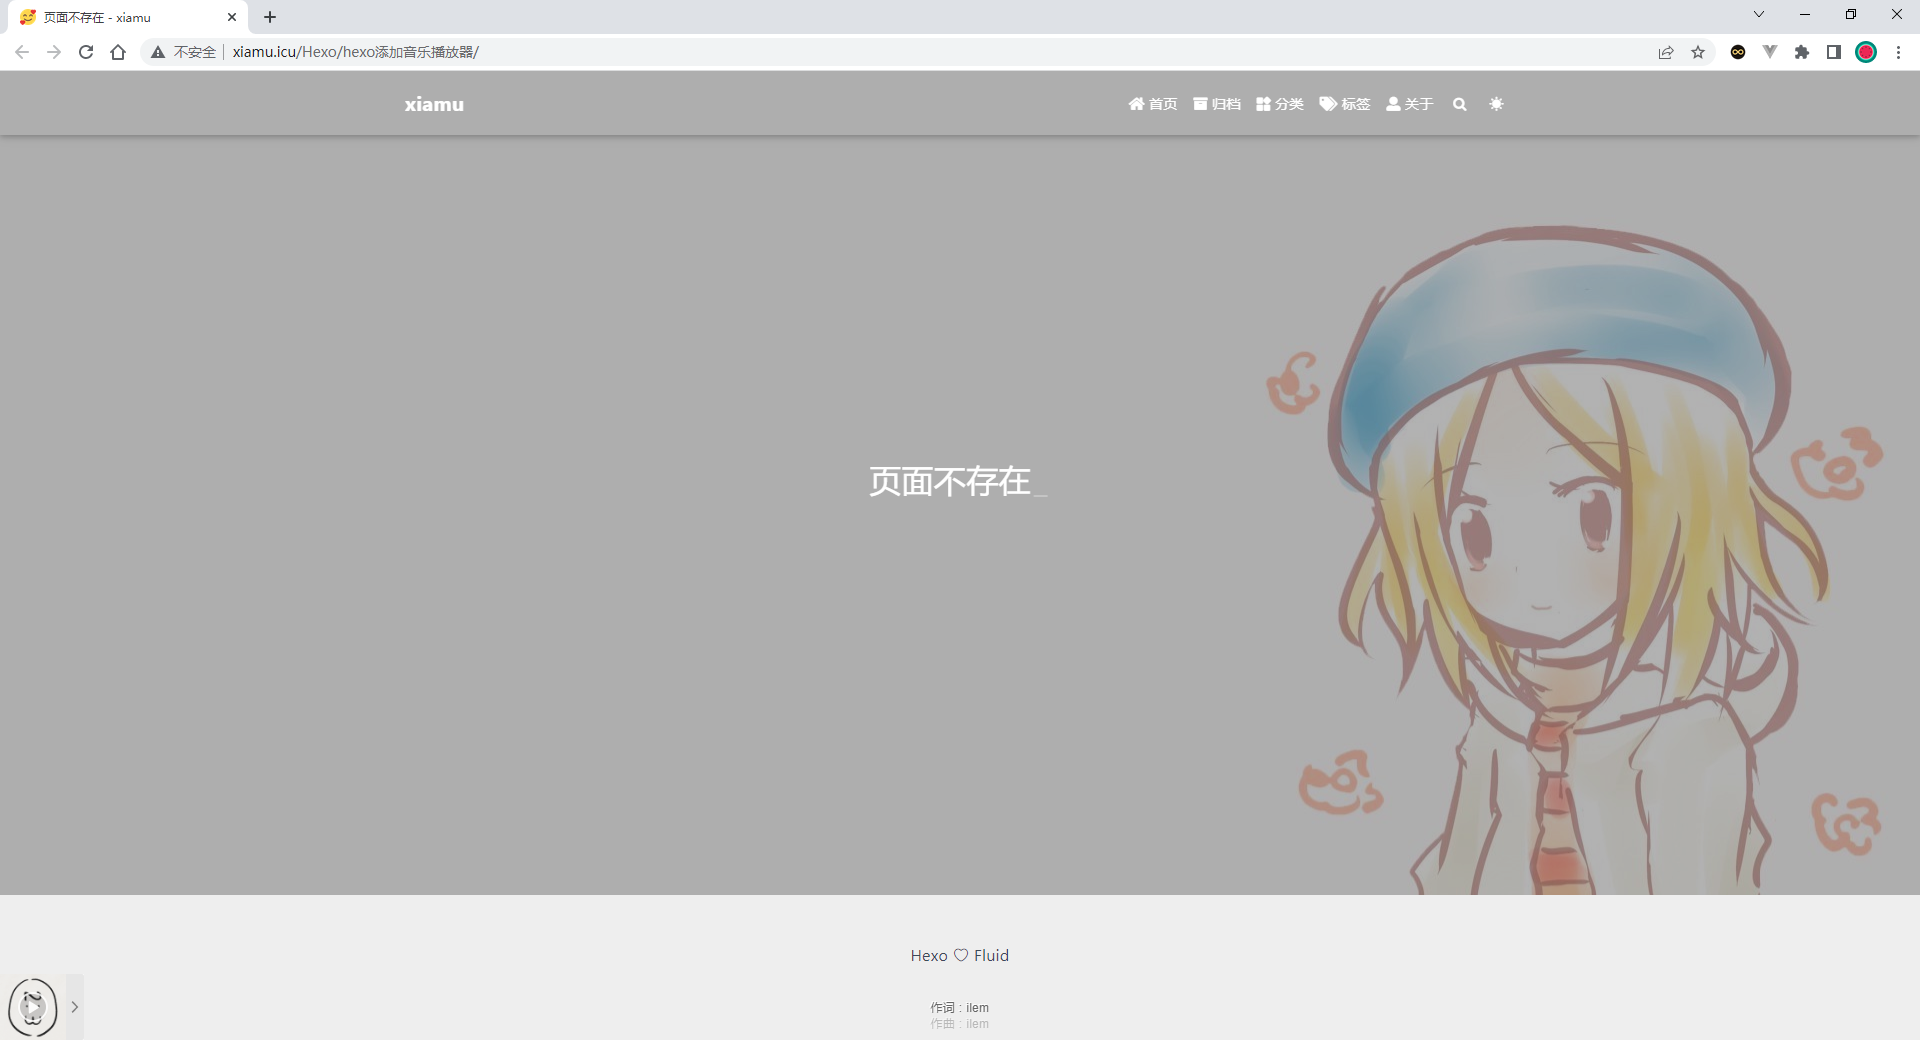 页面不存在 - xiamu
不安全 | xiamu.icu/Hexo/hexo添加音乐播放器/
xiamu
首页 归档 分类 标签 关于
页面不存在_
Hexo ♡ Fluid
作词 : ilem
作曲 : ilem